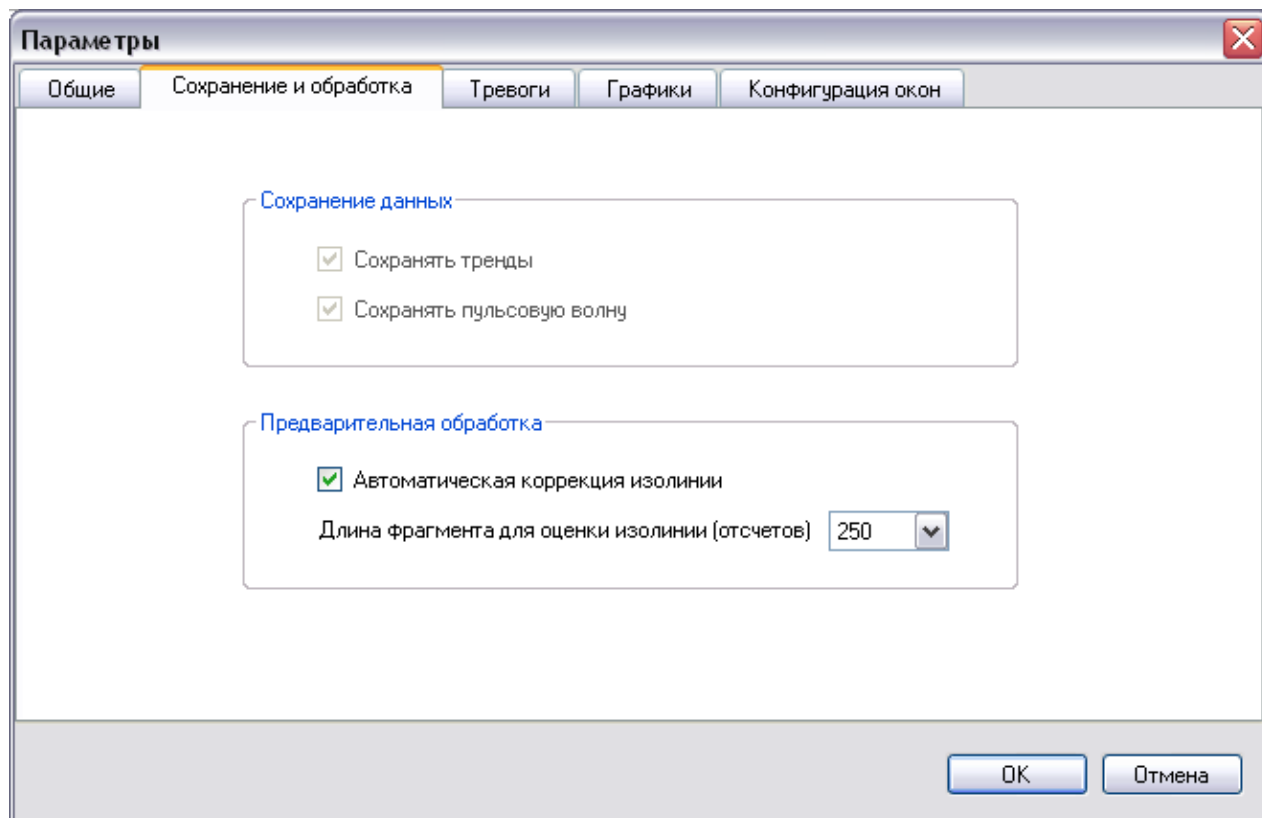 Параметры
Общие Сохранение и обработка Тревоги Графики Конфигурация окон
Сохранение данных
Сохранять тренды
Сохранять пульсовую волну
Предварительная обработка
Автоматическая коррекция изолинии
Длина фрагмента для оценки изолинии (отсчетов) 250
OK Отмена